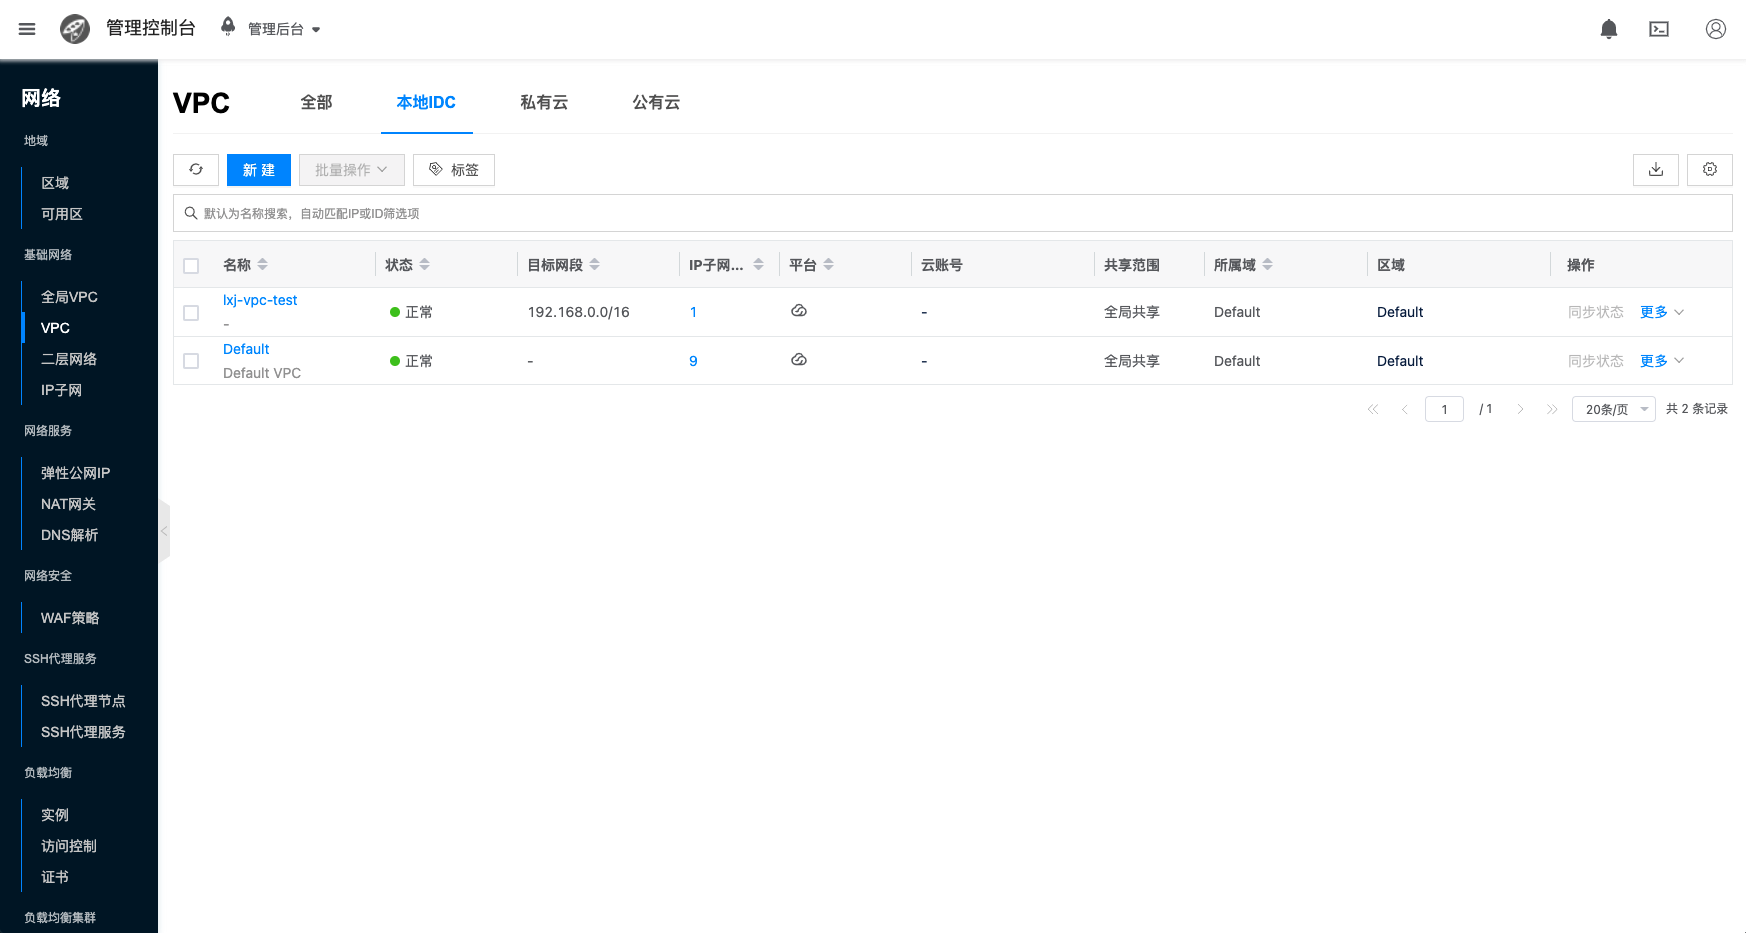 管理控制台 管理后台
网络
地域
区域
可用区
基础网络
全局VPC
VPC
二层网络
IP子网
网络服务
弹性公网IP
NAT网关
DNS解析
网络安全
WAF策略
SSH代理服务
SSH代理节点
SSH代理服务
负载均衡
实例
访问控制
证书
负载均衡集群
VPC 全部 本地IDC 私有云 公有云
新 建 批量操作 标签
默认为名称搜索，自动匹配IP或ID筛选项
名称 状态 目标网段 IP子网... 平台 云账号 共享范围 所属域 区域 操作
lxj-vpc-test
- 正常 192.168.0.0/16 1 - 全局共享 Default Default 同步状态 更多
Default
Default VPC 正常 - 9 - 全局共享 Default Default 同步状态 更多
1 / 1 20条/页 共 2 条记录